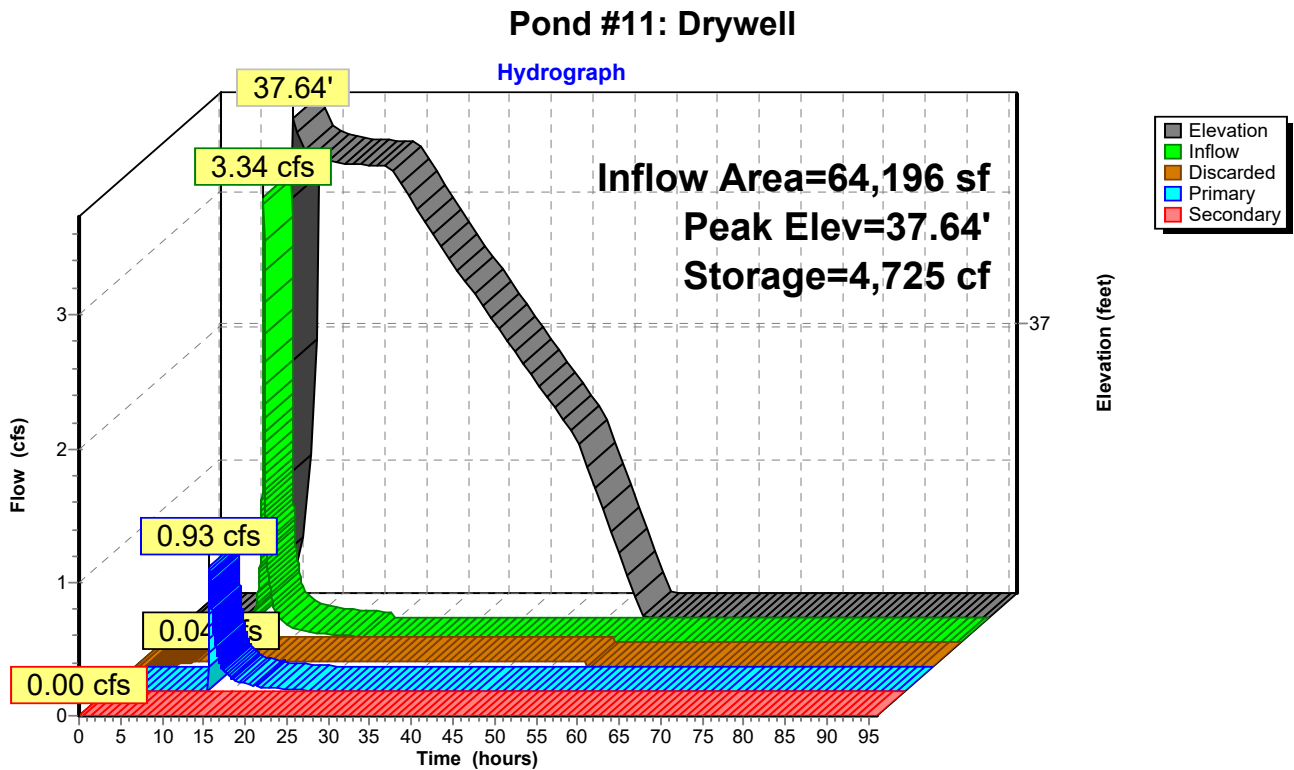 Pond #11: Drywell
Hydrograph
37.64'
3.34 cfs
Inflow Area=64,196 sf
Peak Elev=37.64'
Storage=4,725 cf
0.93 cfs
0.00 cfs
Elevation
Inflow
Discarded
Primary
Secondary
Flow (cfs)
3
2
1
0
37
Elevation (feet)
0 5 10 15 20 25 30 35 40 45 50 55 60 65 70 75 80 85 90 95
Time (hours)